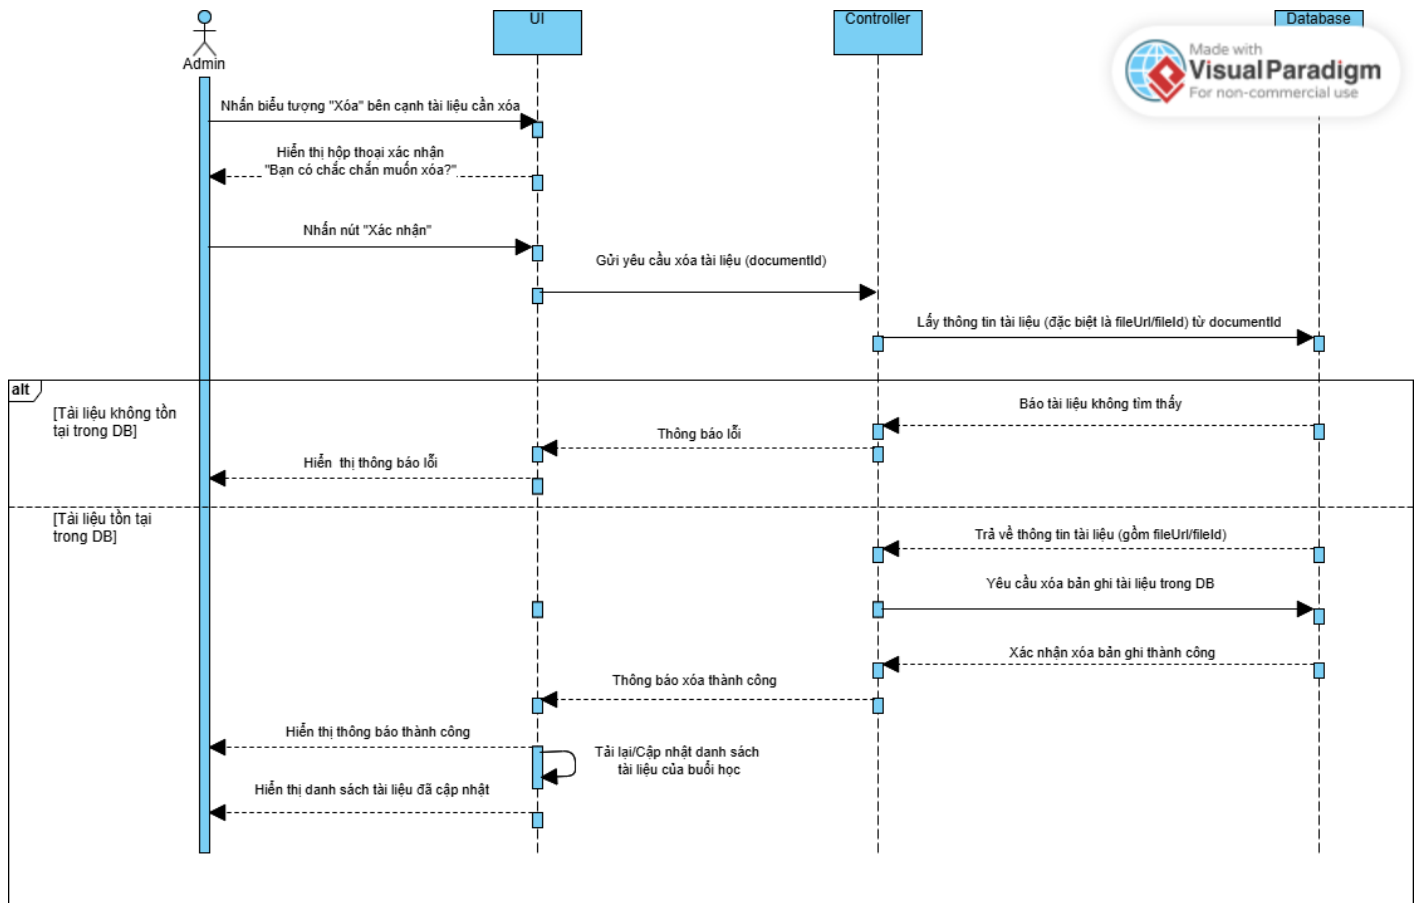 UI
Controller
Database
Made with
Visual Paradigm
For non-commercial use
Admin
Nhấn biểu tượng "Xóa" bên cạnh tài liệu cần xóa
Hiển thị hộp thoại xác nhận
"Bạn có chắc chắn muốn xóa?"
Nhấn nút "Xác nhận"
Gửi yêu cầu xóa tài liệu (documentId)
Lấy thông tin tài liệu (đặc biệt là fileUrl/fileId) từ documentId
alt
[Tài liệu không tồn
tại trong DB]
Báo tài liệu không tìm thấy
Thông báo lỗi
Hiển thị thông báo lỗi
[Tài liệu tồn tại
trong DB]
Trả về thông tin tài liệu (gồm fileUrl/fileId)
Yêu cầu xóa bản ghi tài liệu trong DB
Xác nhận xóa bản ghi thành công
Thông báo xóa thành công
Hiển thị thông báo thành công
Tải lại/Cập nhật danh sách
tài liệu của buổi học
Hiển thị danh sách tài liệu đã cập nhật